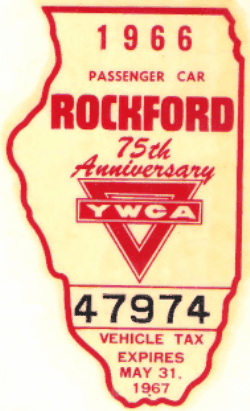 1966
PASSENGER CAR
ROCKFORD
75th
Anniversary
YWCA
47974
VEHICLE TAX
EXPIRES
MAY 31,
1967